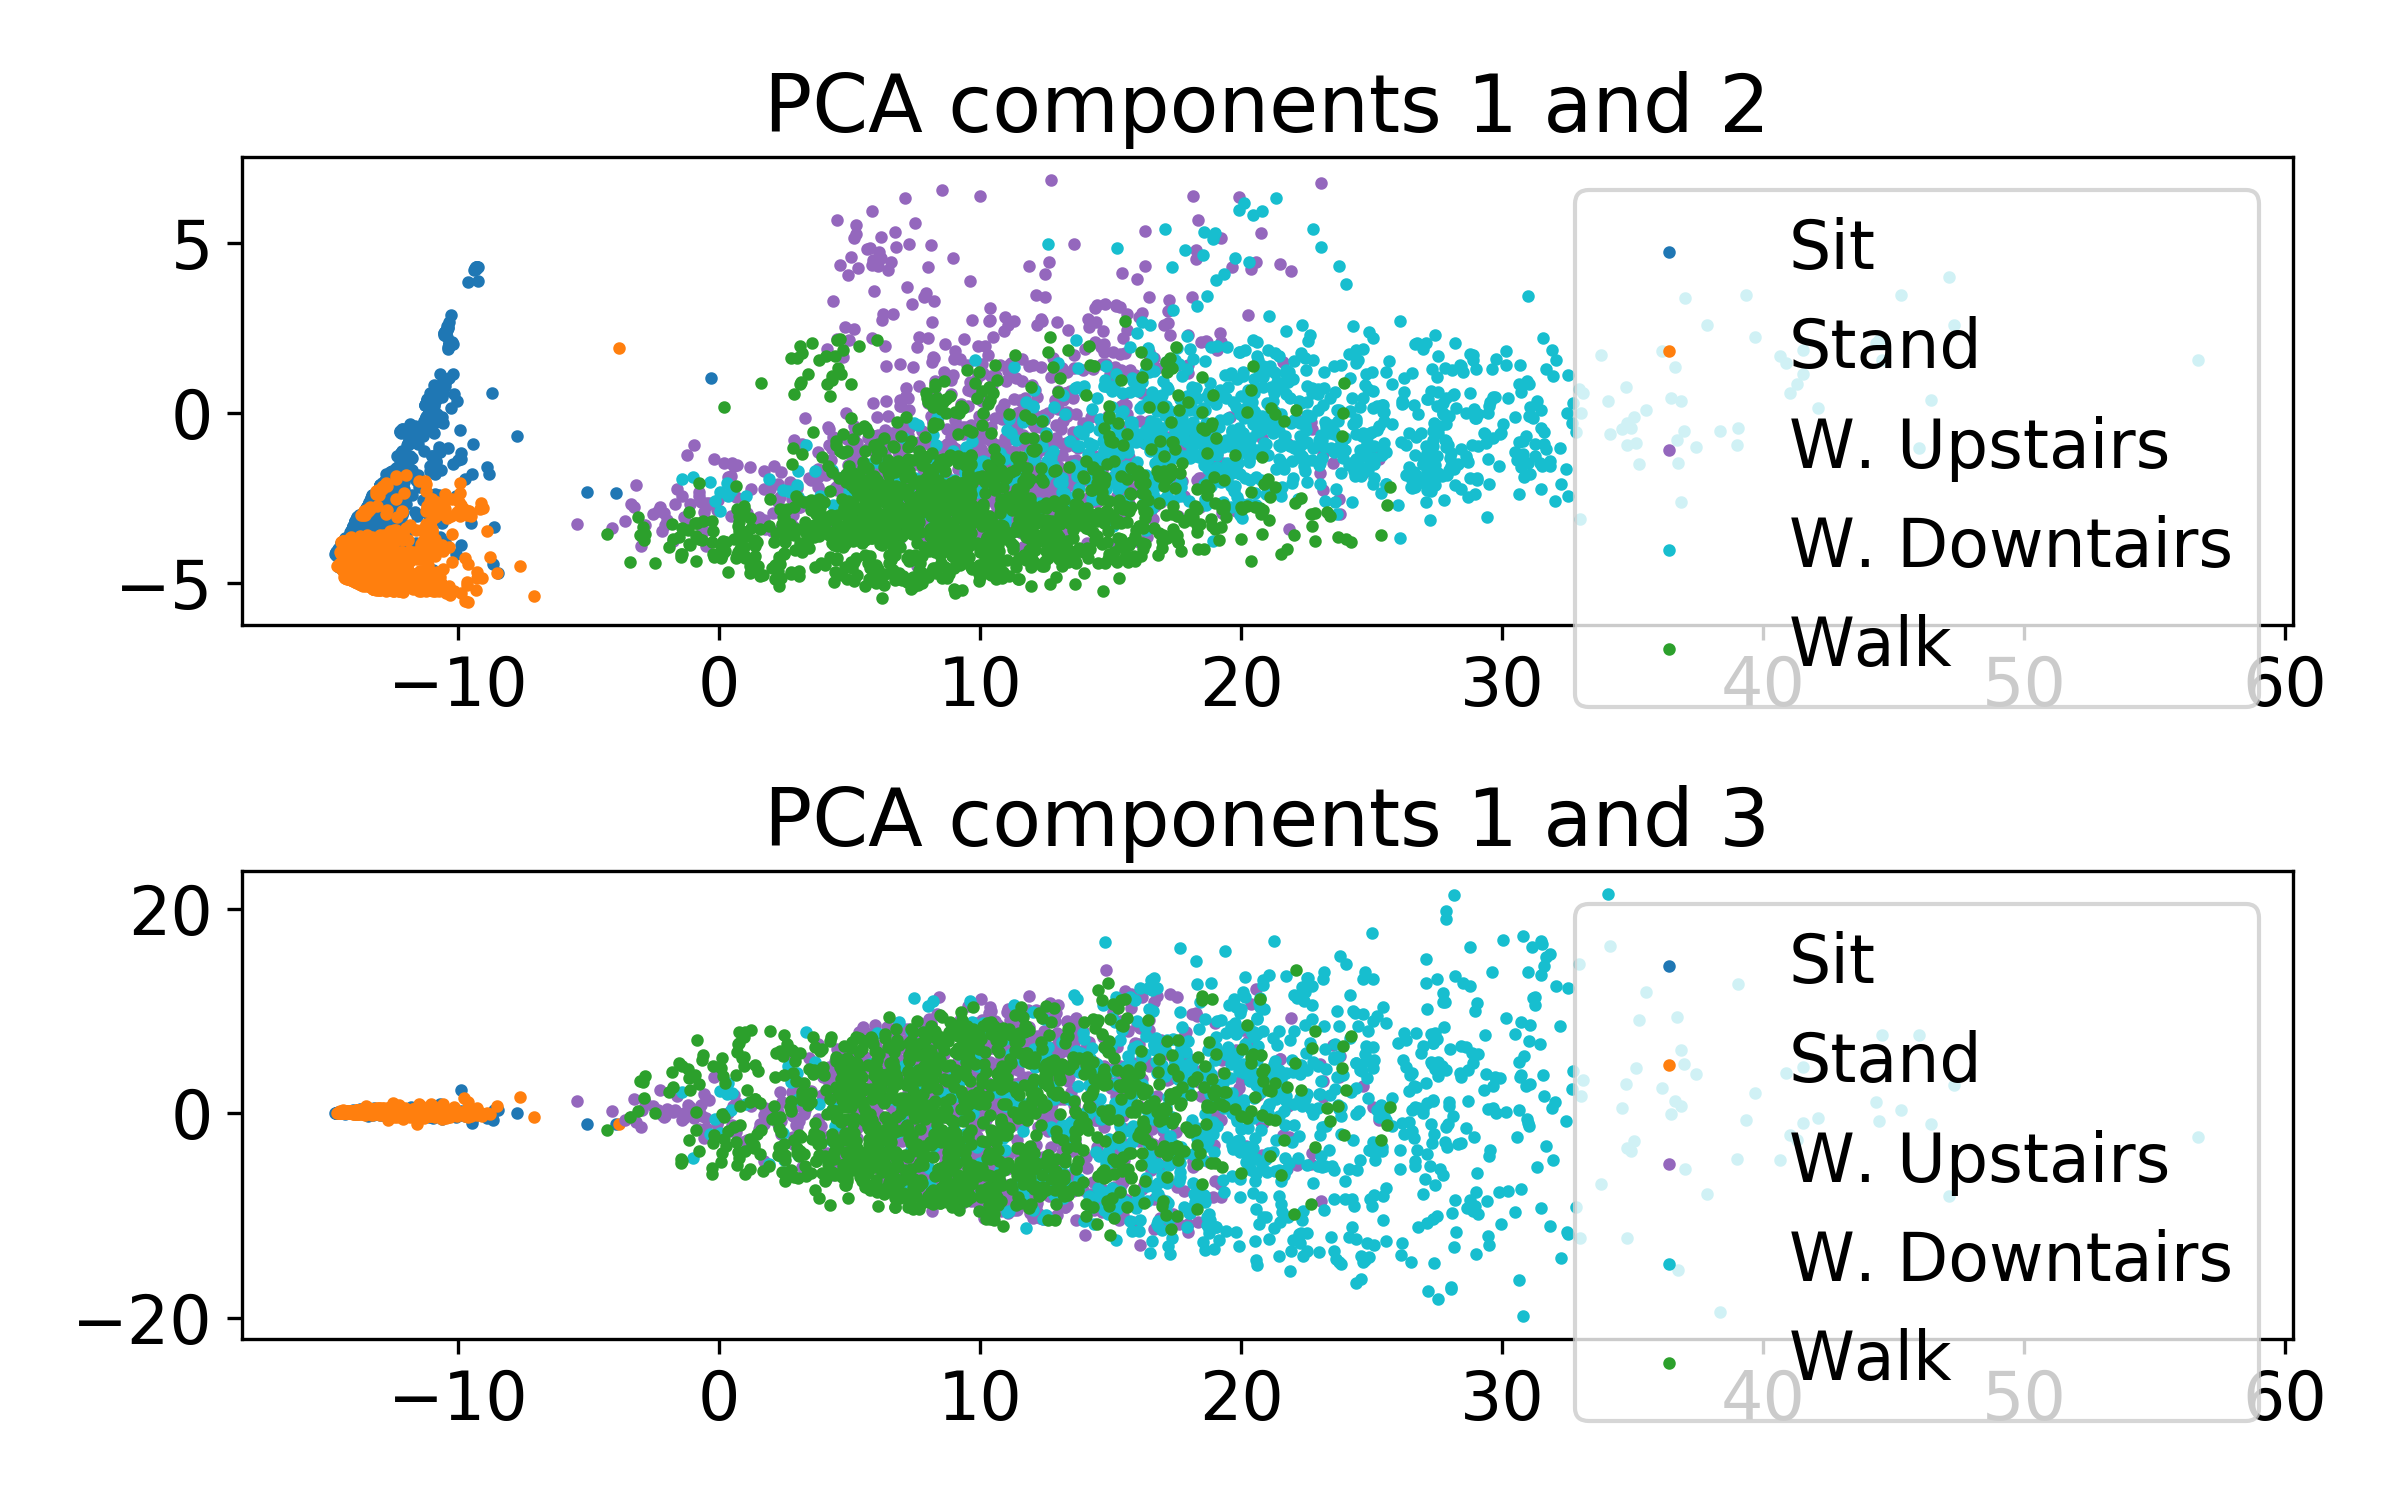 PCA components 1 and 2
5
0
−5
Sit
Stand
W. Upstairs
W. Downtairs
Walk
−10 0 10 20 30 40 50 60
PCA components 1 and 3
20
0
−20
Sit
Stand
W. Upstairs
W. Downtairs
Walk
−10 0 10 20 30 40 50 60